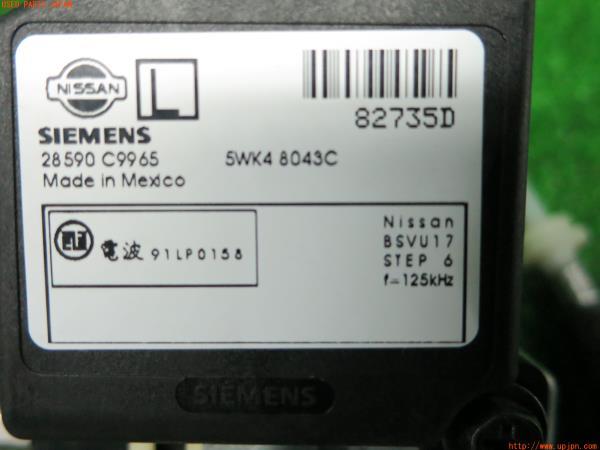 USED PARTS JAPAN
NISSAN
L
82735D
SIEMENS
28590 C9965 5WK4 8043C
Made in Mexico
電波 91LP0158
Nissan
BSVU17
STEP 6
f=125kHz
SIEMENS
© www.upjpn.com